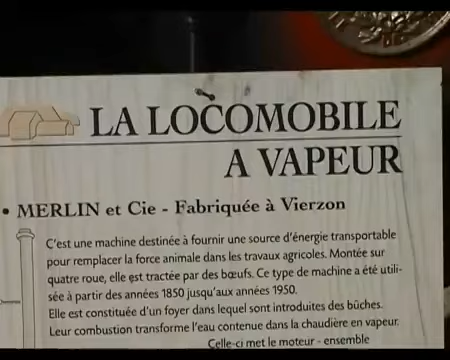 LA LOCOMOBILE
A VAPEUR
• MERLIN et Cie - Fabriquée à Vierzon
C'est une machine destinée à fournir une source d'énergie transportable
pour remplacer la force animale dans les travaux agricoles. Montée sur
quatre roue, elle est tractée par des bœufs. Ce type de machine a été utili-
sée à partir des années 1850 jusqu'aux années 1950.
Elle est constituée d'un foyer dans lequel sont introduites des bûches.
Leur combustion transforme l'eau contenue dans la chaudière en vapeur.
Celle-ci met le moteur - ensemble